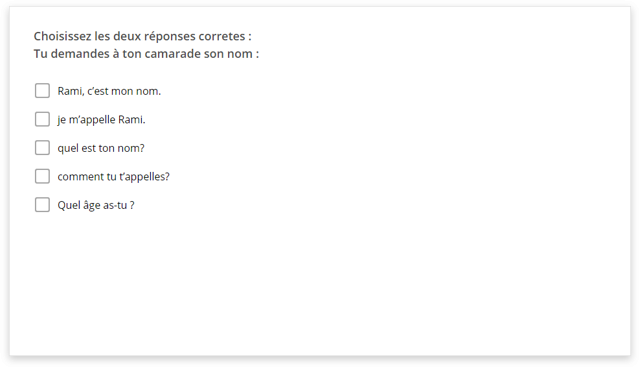 Choisissez les deux réponses corretes :
Tu demandes à ton camarade son nom :
Rami, c’est mon nom.
je m’appelle Rami.
quel est ton nom?
comment tu t’appelles?
Quel âge as-tu ?